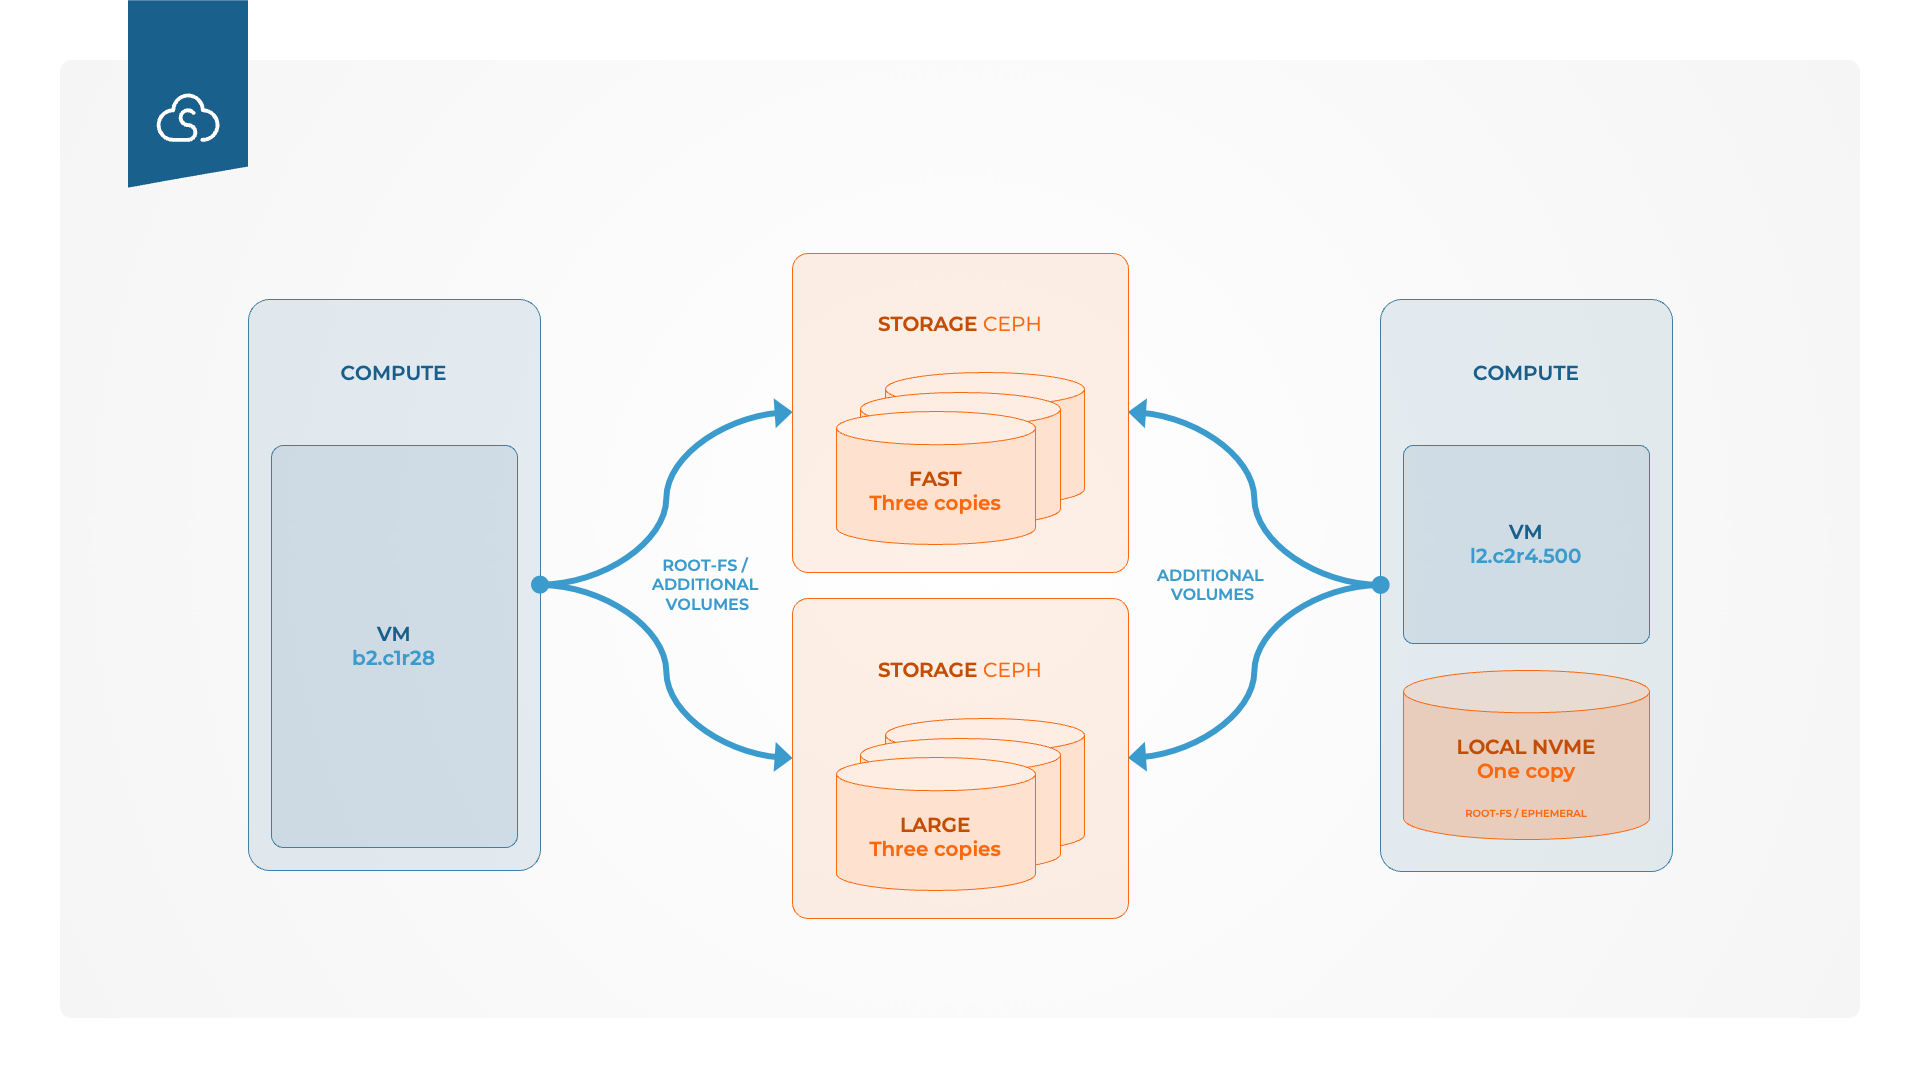 COMPUTE
VM
b2.c1r28
ROOT-FS /
ADDITIONAL
VOLUMES
STORAGE CEPH
FAST
Three copies
STORAGE CEPH
LARGE
Three copies
ADDITIONAL
VOLUMES
COMPUTE
VM
l2.c2r4.500
LOCAL NVME
One copy
ROOT-FS / EPHEMERAL